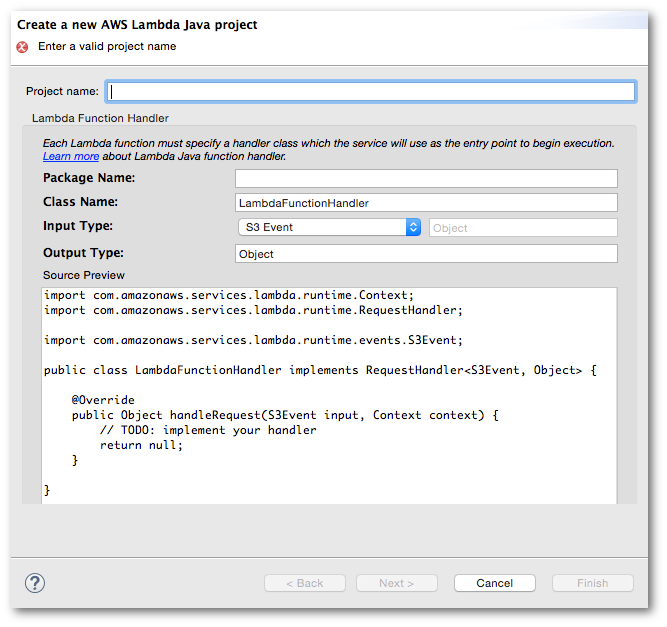 Create a new AWS Lambda Java project
Enter a valid project name
Project name:
Lambda Function Handler
Each Lambda function must specify a handler class which the service will use as the entry point to begin execution.
Learn more about Lambda Java function handler.
Package Name:
Class Name: LambdaFunctionHandler
Input Type: S3 Event Object
Output Type: Object
Source Preview
import com.amazonaws.services.lambda.runtime.Context;
import com.amazonaws.services.lambda.runtime.RequestHandler;
import com.amazonaws.services.lambda.runtime.events.S3Event;
public class LambdaFunctionHandler implements RequestHandler<S3Event, Object> {
@Override
public Object handleRequest(S3Event input, Context context) {
// TODO: implement your handler
return null;
}
}
?
< Back Next > Cancel Finish